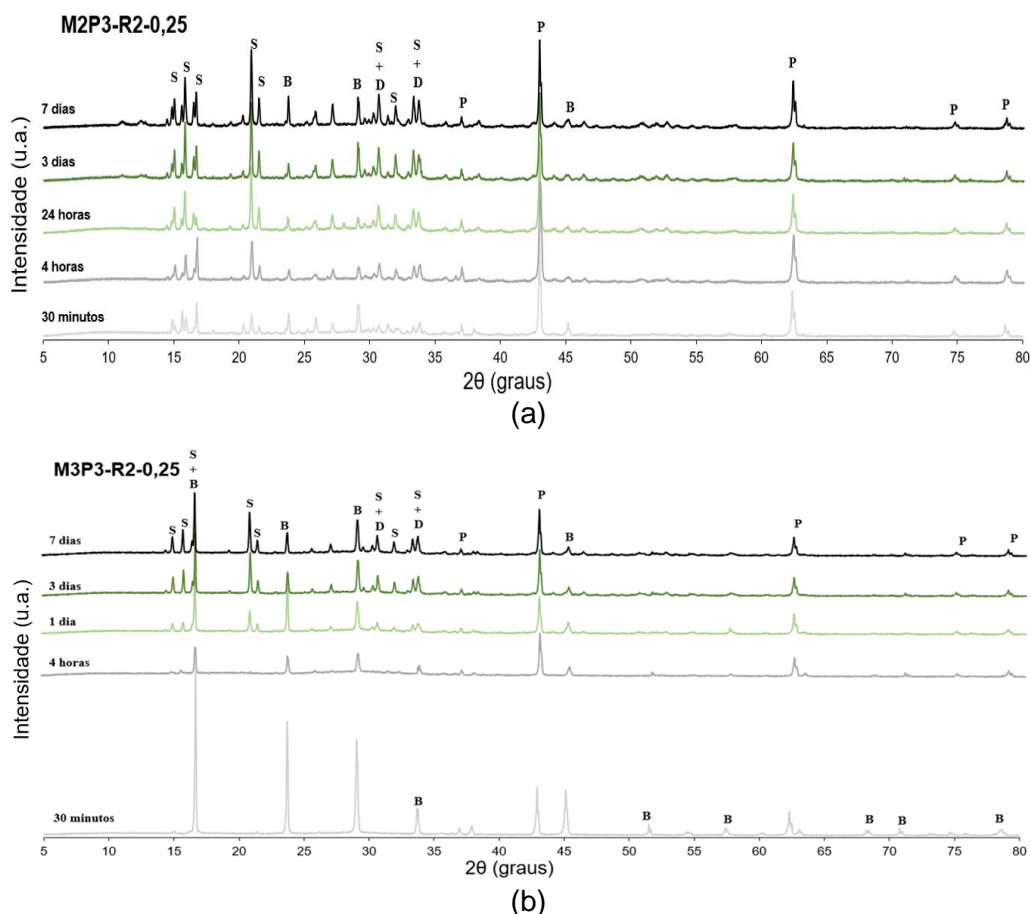 M2P3-R2-0,25
Intensidade (u.a.)
S S S S S B B S + D S S + D P P B P P P
7 dias
3 dias
24 horas
4 horas
30 minutos
5 10 15 20 25 30 35 40 45 50 55 60 65 70 75 80
2θ (graus)
(a)
M3P3-R2-0,25
Intensidade (u.a.)
S S S + B S S B B S + D S S + D P P B P P P
7 dias
3 dias
1 dia
4 horas
30 minutos
B B B B B B
5 10 15 20 25 30 35 40 45 50 55 60 65 70 75 80
2θ (graus)
(b)